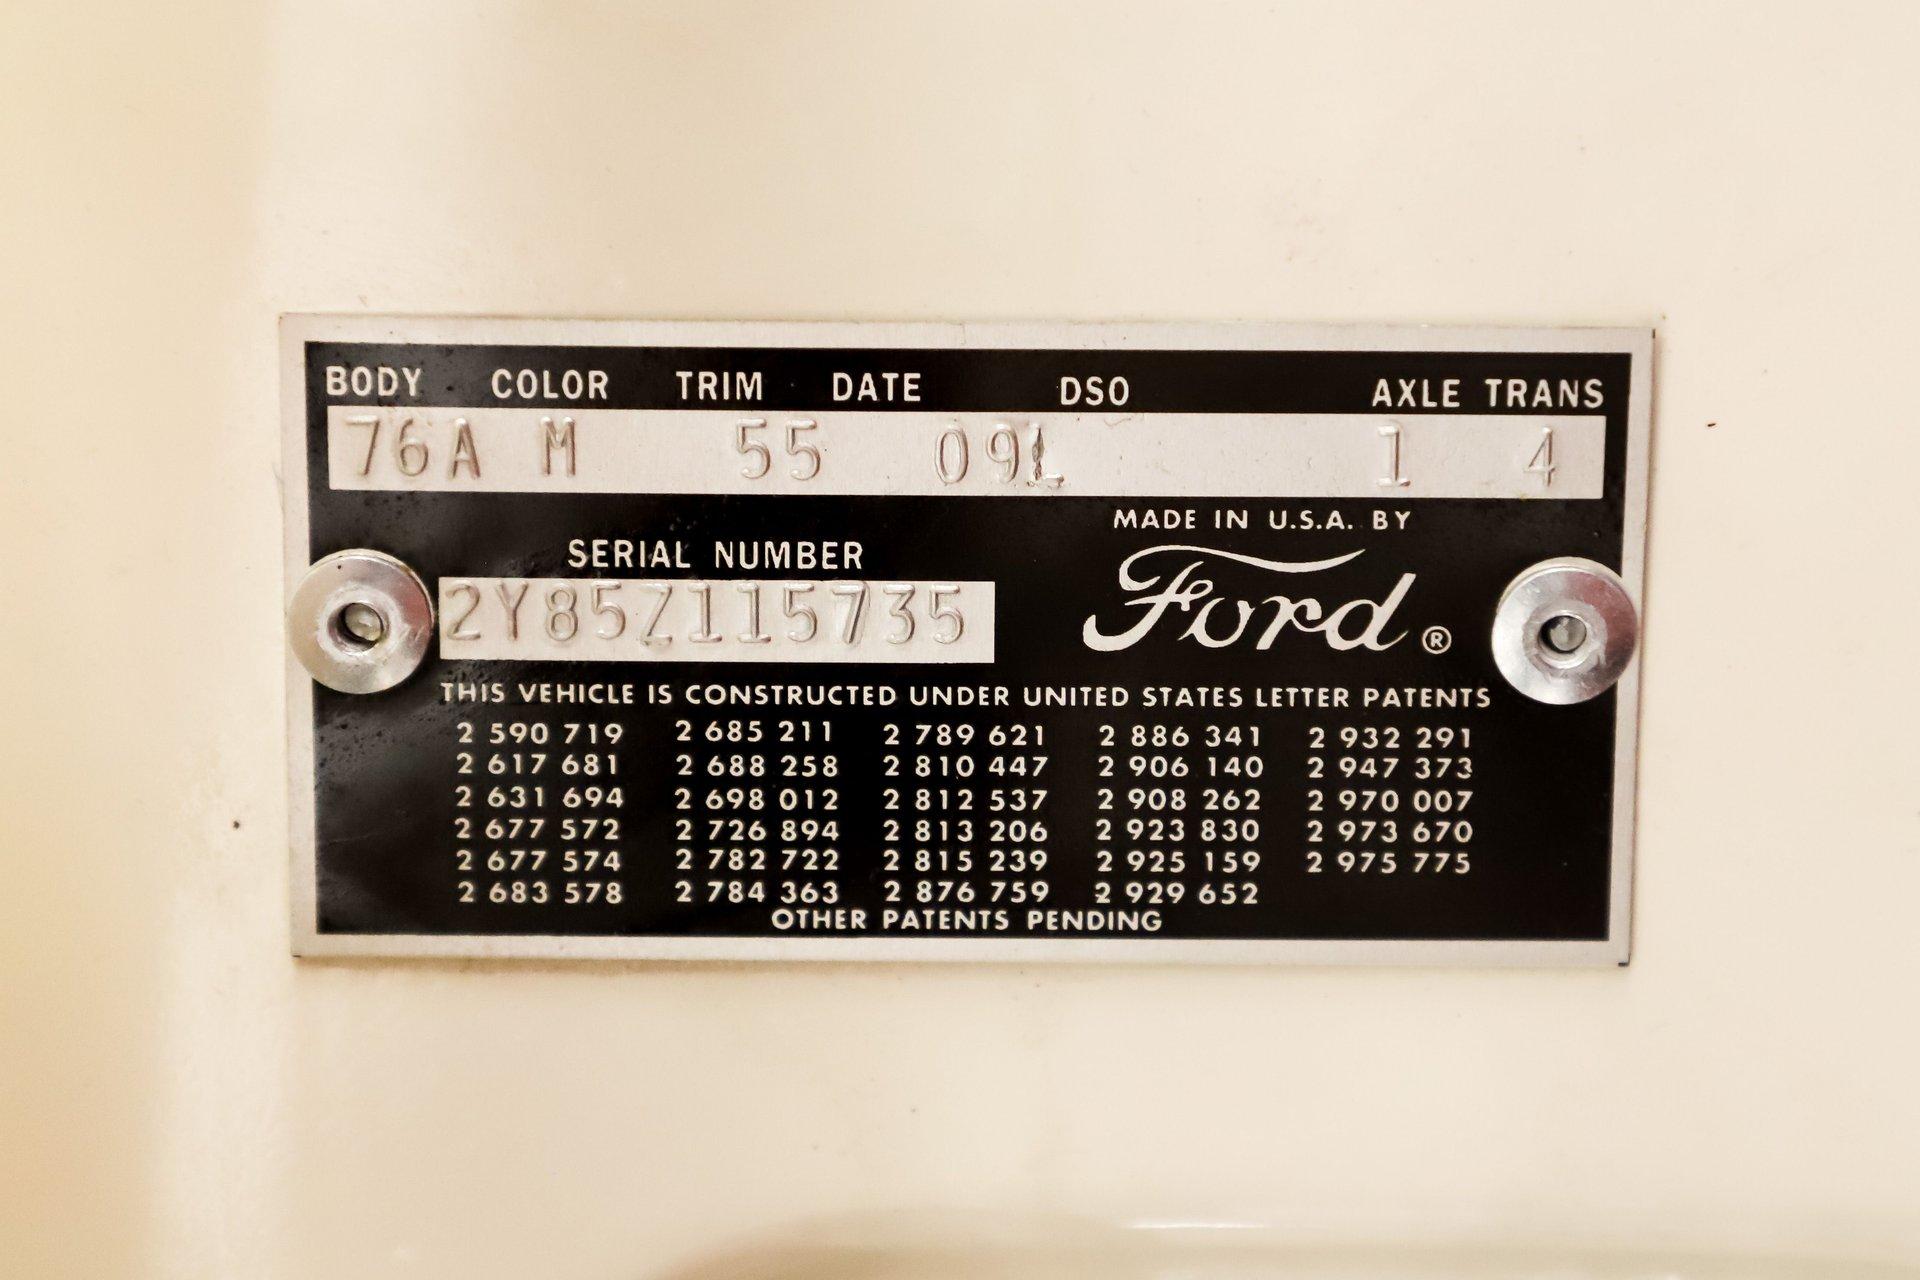 BODY COLOR TRIM DATE DSO AXLE TRANS
76A M 55 09L 1 4
MADE IN U.S.A. BY
SERIAL NUMBER
Ford ®
2Y85Z115735
THIS VEHICLE IS CONSTRUCTED UNDER UNITED STATES LETTER PATENTS
2 590 719 2 685 211 2 789 621 2 886 341 2 932 291
2 617 681 2 688 258 2 810 447 2 906 140 2 947 373
2 631 694 2 698 012 2 812 537 2 908 262 2 970 007
2 677 572 2 726 894 2 813 206 2 923 830 2 973 670
2 677 574 2 782 722 2 815 239 2 925 159 2 975 775
2 683 578 2 784 363 2 876 759 2 929 652
OTHER PATENTS PENDING